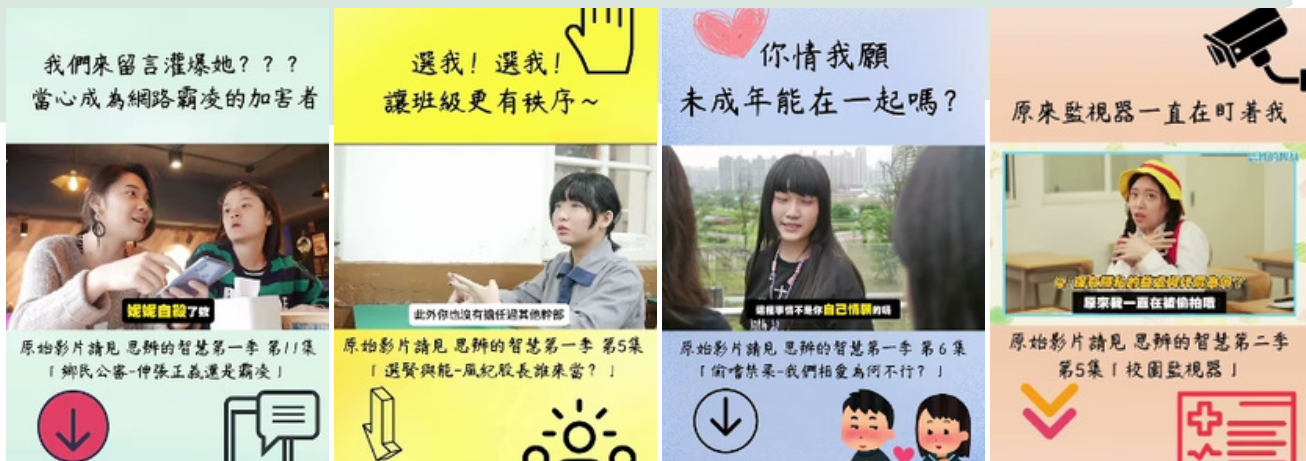 我們來留言灌爆她？？？
當心成為網路霸凌的加害者
妮妮自殺了欸
原始影片請見 思辨的智慧第一季 第11集
「鄉民公審-伸張正義還是霸凌」
選我！選我！
讓班級更有秩序～
此外你也沒有擔任過其他幹部
原始影片請見 思辨的智慧第一季 第5集
「選賢與能-風紀股長誰來當？」
你情我願
未成年能在一起嗎？
這種事情不是你自己情願的嗎
原始影片請見 思辨的智慧第一季 第6集
「偷嚐禁果-我們相愛為何不行？」
原來監視器一直在盯著我
原來我一直在被偷拍哦
原始影片請見 思辨的智慧第二季
第5集「校園監視器」